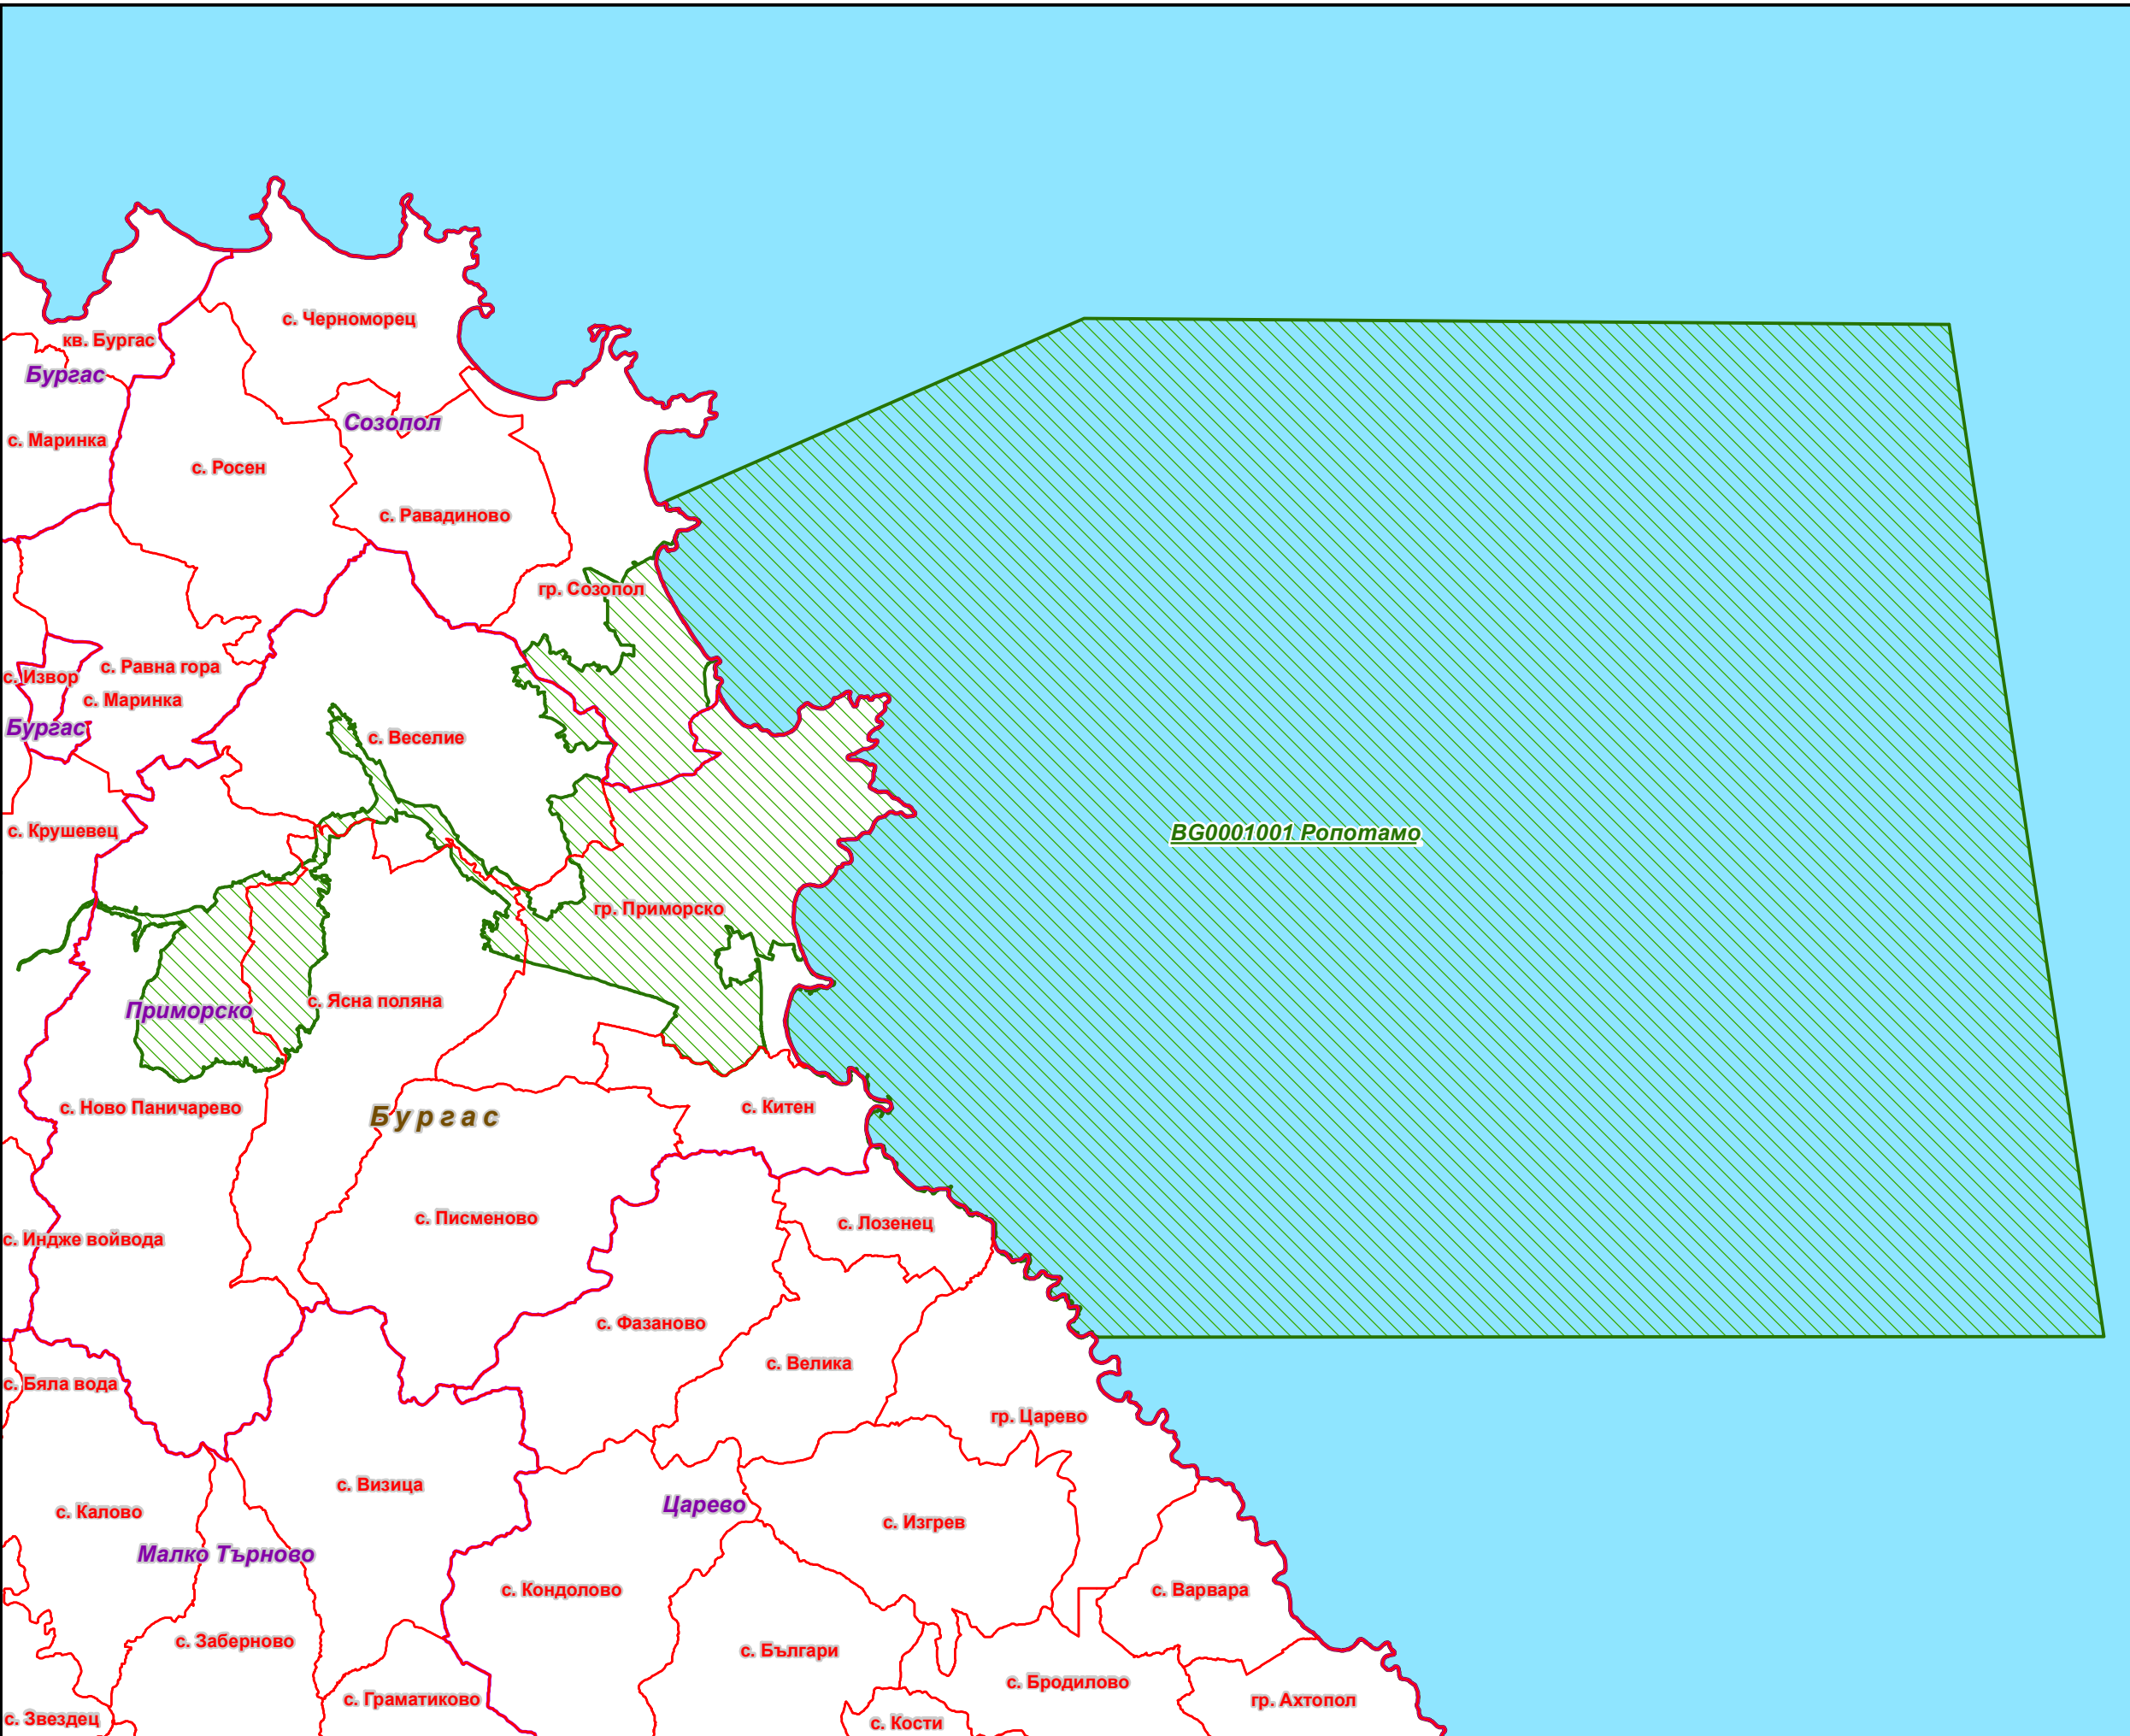 с. Черноморец
кв. Бургас
Бургас
Созопол
с. Маринка
с. Росен
с. Равадиново
гр. Созопол
с. Равна гора
с. Извор
с. Маринка
Бургас
с. Веселие
с. Крушевец
BG0001001 Ропотамо
гр. Приморско
с. Ясна поляна
Приморско
с. Ново Паничарево
Бургас
с. Китен
с. Писменово
с. Лозенец
с. Индже войвода
с. Фазаново
с. Велика
с. Бяла вода
гр. Царево
с. Визица
Царево
с. Калово
с. Изгрев
Малко Търново
с. Кондолово
с. Варвара
с. Заберново
с. Българи
с. Бродилово
с. Граматиково
гр. Ахтопол
с. Звездец
с. Кости